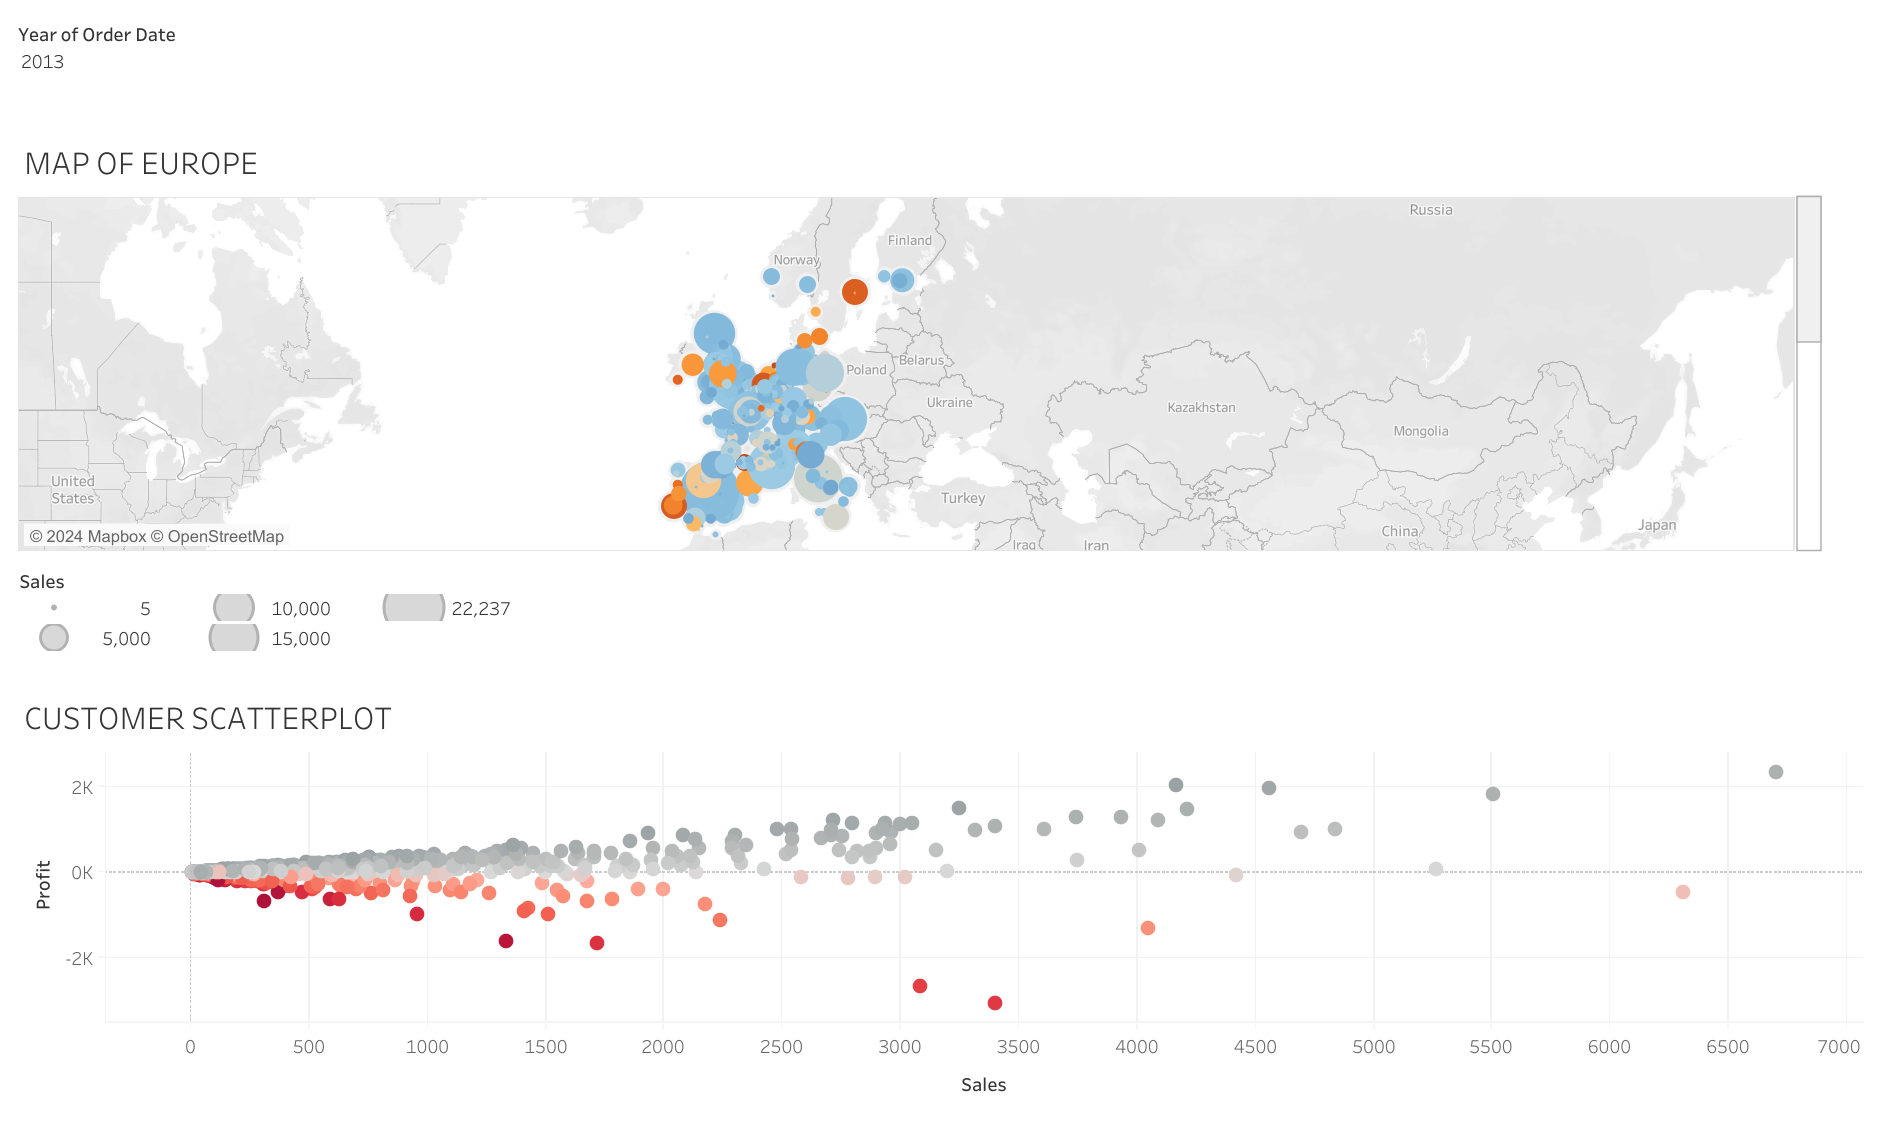 Year of Order Date
2013
MAP OF EUROPE
Russia
Finland
Norway
Belarus
Poland
Ukraine
Kazakhstan
Mongolia
United
States
Turkey
Japan
China
© 2024 Mapbox © OpenStreetMap
Iraq
Iran
Sales
5
10,000
22,237
5,000
15,000
CUSTOMER SCATTERPLOT
2K
0K
-2K
Profit
0
500
1000
1500
2000
2500
3000
3500
4000
4500
5000
5500
6000
6500
7000
Sales